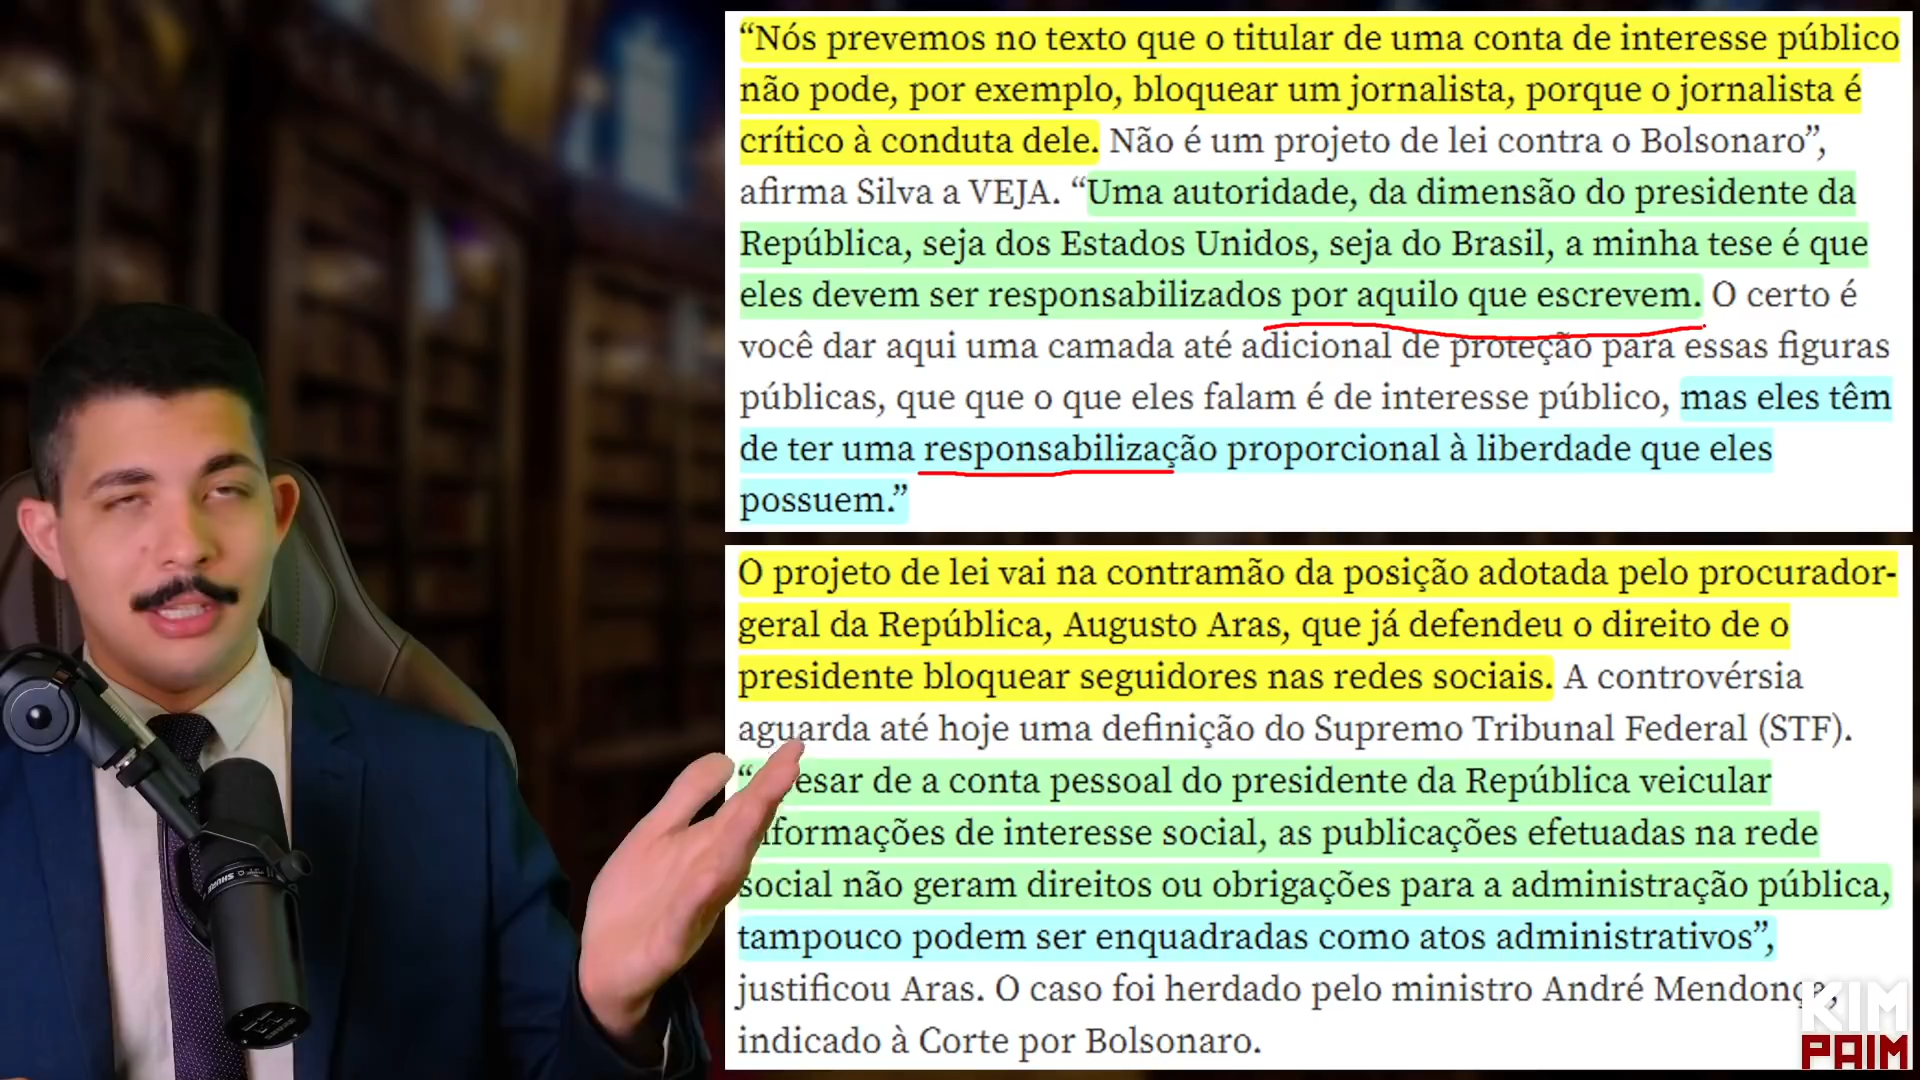 “Nós prevemos no texto que o titular de uma conta de interesse público
não pode, por exemplo, bloquear um jornalista, porque o jornalista é
crítico à conduta dele. Não é um projeto de lei contra o Bolsonaro”,
afirma Silva a VEJA. “Uma autoridade, da dimensão do presidente da
República, seja dos Estados Unidos, seja do Brasil, a minha tese é que
eles devem ser responsabilizados por aquilo que escrevem. O certo é
você dar aqui uma camada até adicional de proteção para essas figuras
públicas, que que o que eles falam é de interesse público, mas eles têm
de ter uma responsabilização proporcional à liberdade que eles
possuem.”
O projeto de lei vai na contramão da posição adotada pelo procurador-
geral da República, Augusto Aras, que já defendeu o direito de o
presidente bloquear seguidores nas redes sociais. A controvérsia
aguarda até hoje uma definição do Supremo Tribunal Federal (STF).
de a conta pessoal do presidente da República veicular
de interesse social, as publicações efetuadas na rede
social não geram direitos ou obrigações para a administração pública,
tampouco podem ser enquadradas como atos administrativos”,
justificou Aras. O caso foi herdado pelo ministro André Mendonça,
indicado à Corte por Bolsonaro.
KIM
PAIM